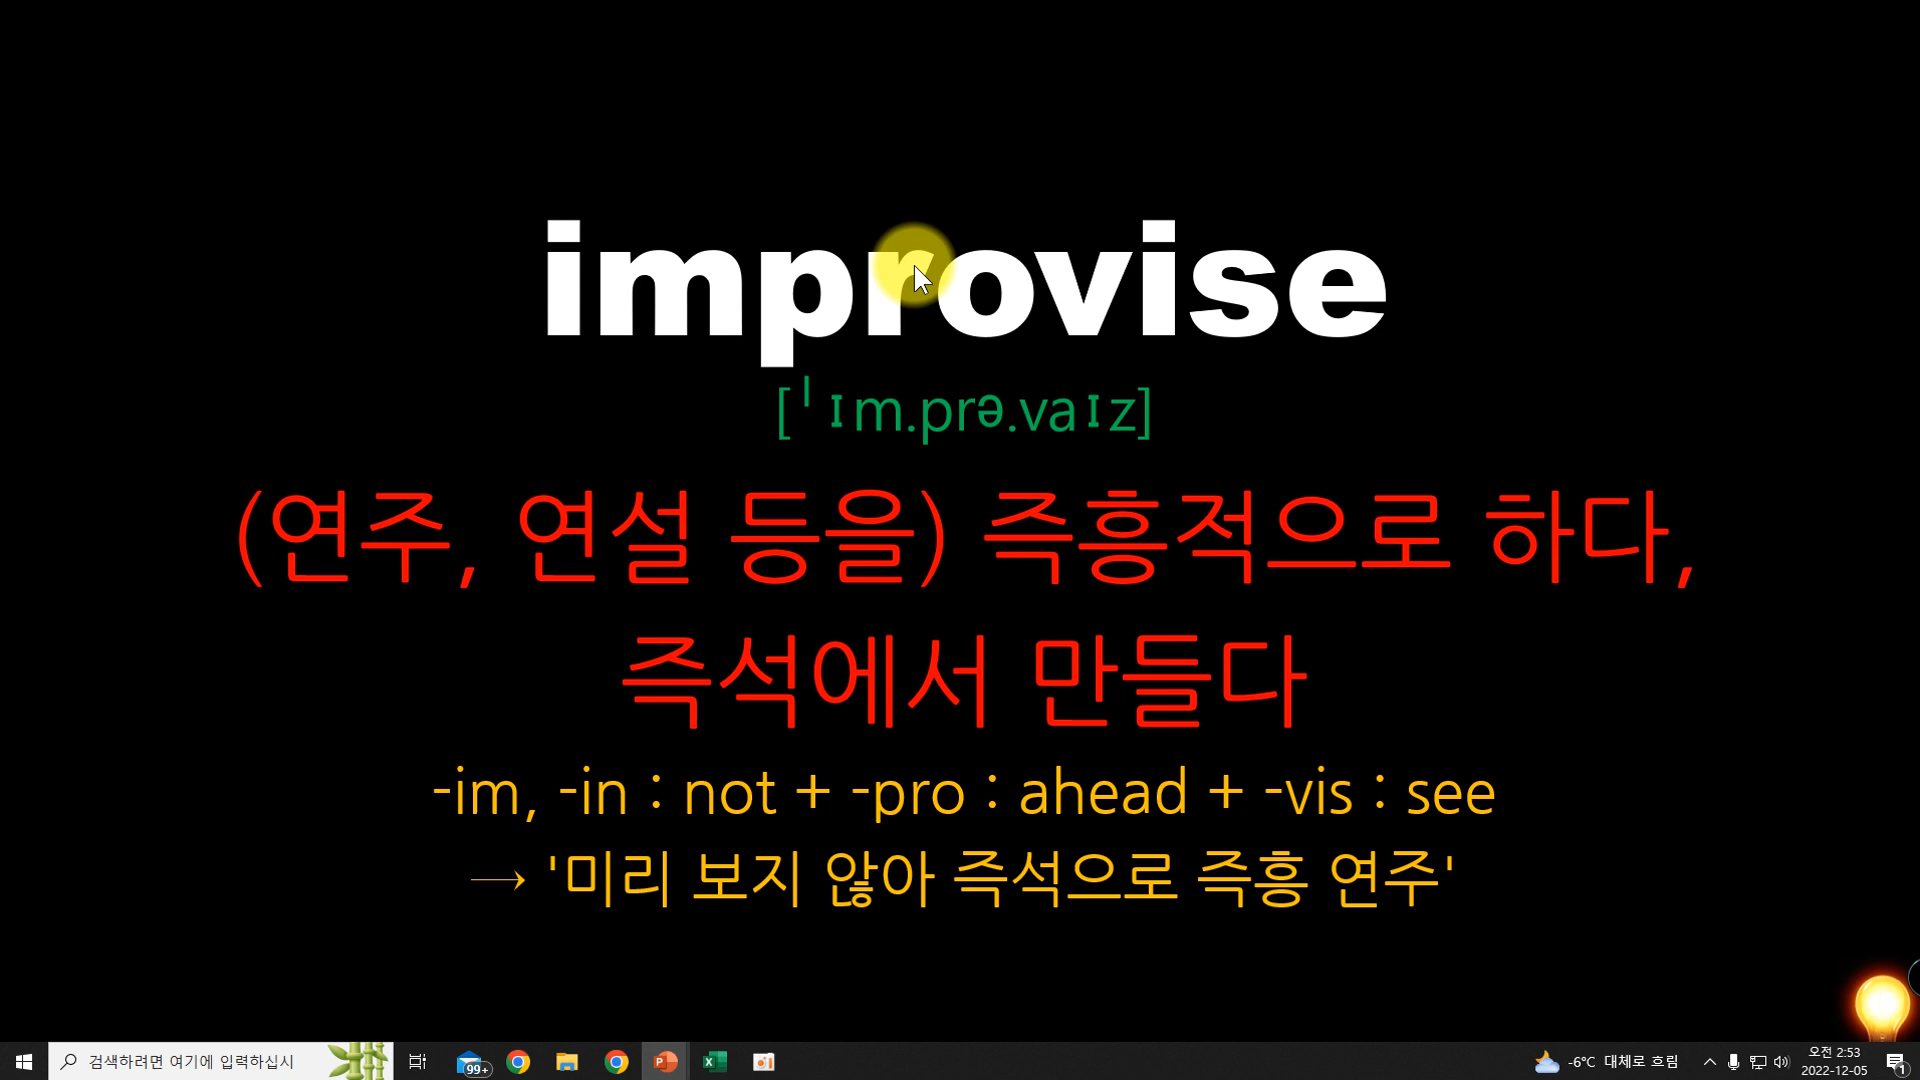 improvise
[ˈɪm.prə.vaɪz]
(연주, 연설 등을) 즉흥적으로 하다,
즉석에서 만들다
-im, -in : not + -pro : ahead + -vis : see
→ '미리 보지 않아 즉석으로 즉흥 연주'
검색하려면 여기에 입력하십시
99+
-6°C 대체로 흐림
오전 2:53
2022-12-05
1